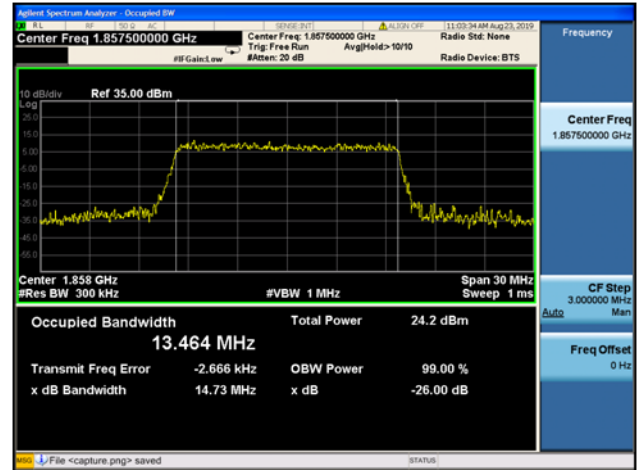 Agilent Spectrum Analyzer - Occupied BW
RL RF 50 Ω AC SENSE:INT ALIGN OFF 11:03:34 AM Aug 23, 2019
Center Freq 1.857500000 GHz Center Freq: 1.857500000 GHz Radio Std: None
Trig: Free Run Avg|Hold:>10/10
#IFGain:Low #Atten: 20 dB Radio Device: BTS
Frequency
10 dB/div Ref 35.00 dBm
Log
25.0
15.0
5.00
-5.00
-15.0
-25.0
-35.0
-45.0
-55.0
Center Freq
1.857500000 GHz
Center 1.858 GHz Span 30 MHz
#Res BW 300 kHz #VBW 1 MHz Sweep 1 ms
CF Step
3.000000 MHz
Auto Man
Occupied Bandwidth Total Power 24.2 dBm
13.464 MHz
Transmit Freq Error -2.666 kHz OBW Power 99.00 %
x dB Bandwidth 14.73 MHz x dB -26.00 dB
Freq Offset
0 Hz
MSG File <capture.png> saved STATUS